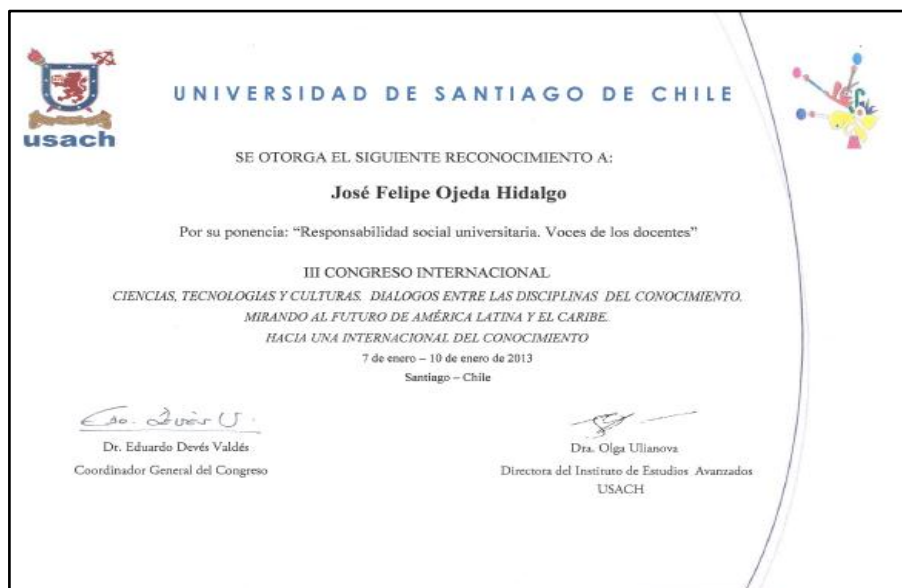 UNIVERSIDAD DE SANTIAGO DE CHILE
usach
SE OTORGA EL SIGUIENTE RECONOCIMIENTO A:
José Felipe Ojeda Hidalgo
Por su ponencia: “Responsabilidad social universitaria. Voces de los docentes”
III CONGRESO INTERNACIONAL
CIENCIAS, TECNOLOGIAS Y CULTURAS. DIALOGOS ENTRE LAS DISCIPLINAS DEL CONOCIMIENTO.
MIRANDO AL FUTURO DE AMÉRICA LATINA Y EL CARIBE.
HACIA UNA INTERNACIONAL DEL CONOCIMIENTO
7 de enero – 10 de enero de 2013
Santiago – Chile
Edo. Devés V.
Dr. Eduardo Devés Valdés
Coordinador General del Congreso
Dra. Olga Ulianova
Directora del Instituto de Estudios Avanzados
USACH